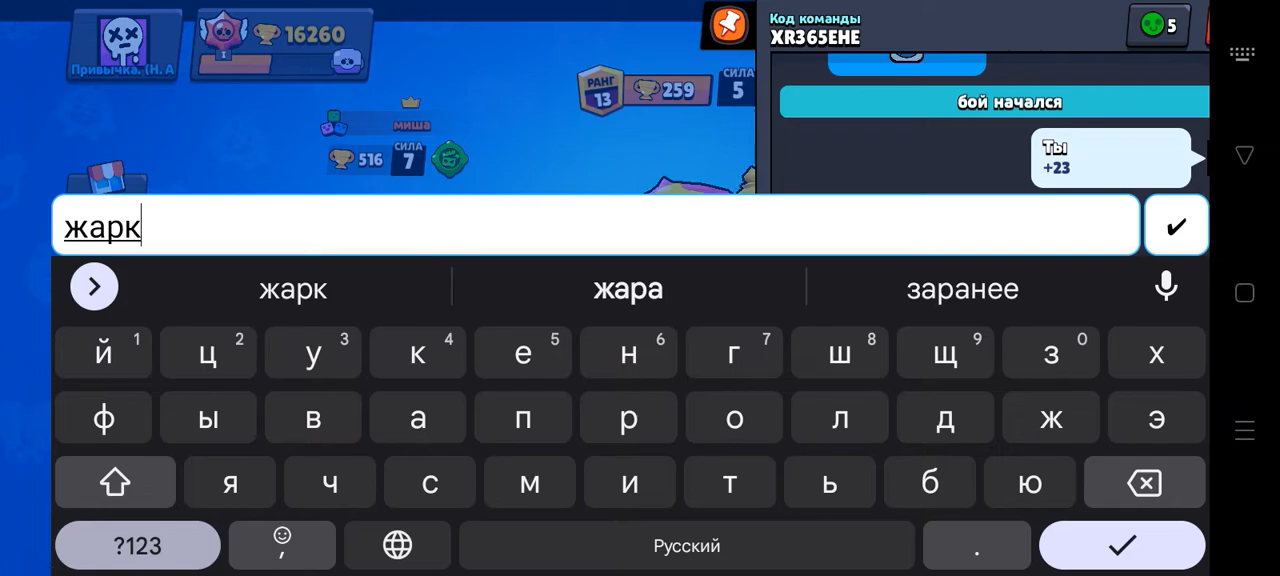 Привычка. (Н.А
I
16260
Код команды
XR365EHE
5
РАНГ
13
259
СИЛА
5
бой начался
миша
516
СИЛА
7
Ты
+23
жарк
жарк жара заранее
й 1 ц 2 у 3 к 4 е 5 н 6 г 7 ш 8 щ 9 з 0 х
ф ы в а п р о л д ж э
я ч с м и т ь б ю
?123 , Русский .